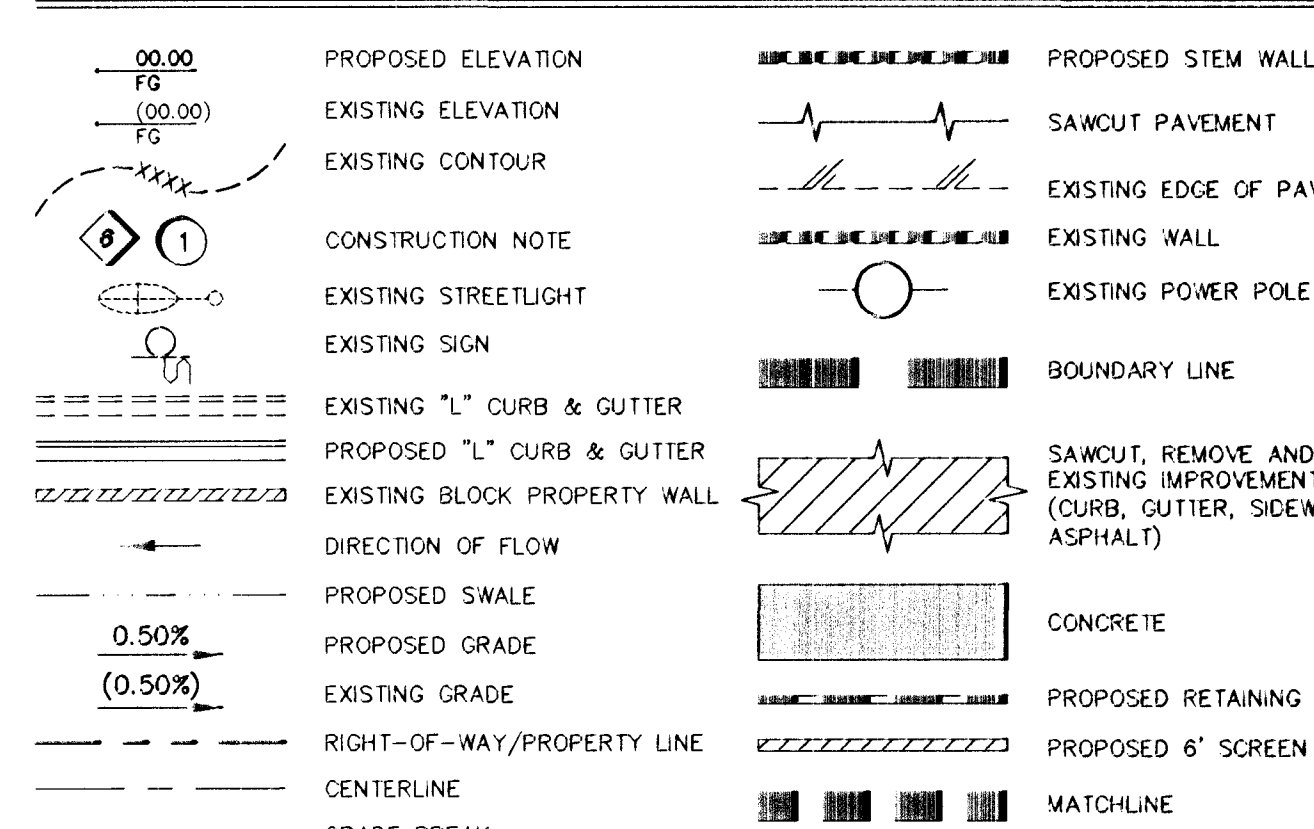 00.00
FG
PROPOSED ELEVATION
(00.00)
FG
EXISTING ELEVATION
XXXX
EXISTING CONTOUR
6 1
CONSTRUCTION NOTE
EXISTING STREETLIGHT
EXISTING SIGN
EXISTING "L" CURB & GUTTER
PROPOSED "L" CURB & GUTTER
EXISTING BLOCK PROPERTY WALL
DIRECTION OF FLOW
PROPOSED SWALE
0.50%
PROPOSED GRADE
(0.50%)
EXISTING GRADE
RIGHT-OF-WAY/PROPERTY LINE
CENTERLINE
GRADE BREAK
PROPOSED STEM WALL
SAWCUT PAVEMENT
EXISTING EDGE OF PAV
EXISTING WALL
EXISTING POWER POLE
BOUNDARY LINE
SAWCUT, REMOVE AND
EXISTING IMPROVEMENT
(CURB, GUTTER, SIDEW
ASPHALT)
CONCRETE
PROPOSED RETAINING
PROPOSED 6' SCREEN
MATCHLINE